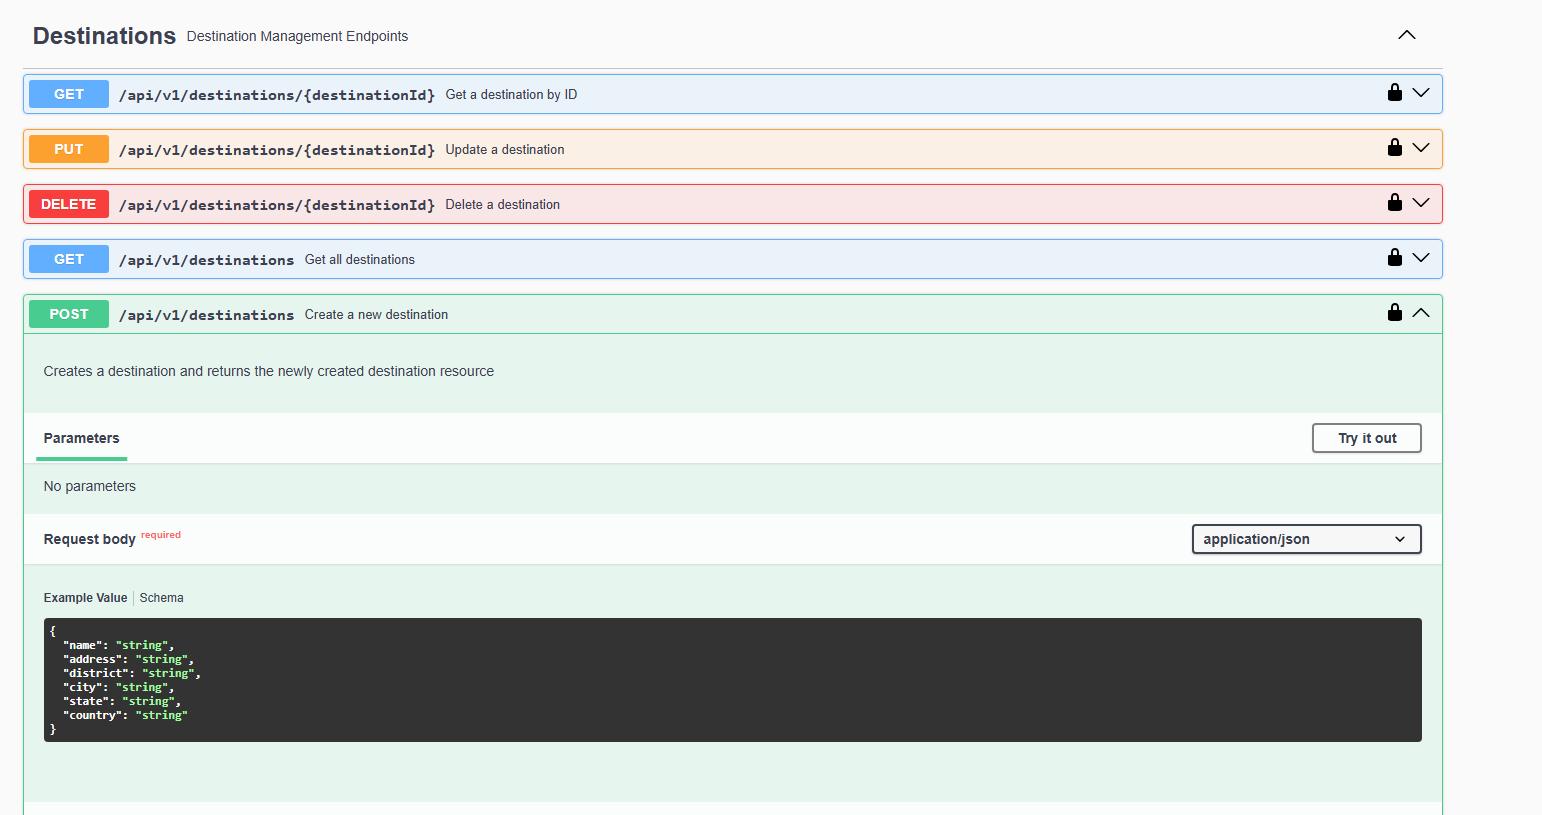 Destinations Destination Management Endpoints
GET /api/v1/destinations/{destinationId} Get a destination by ID
PUT /api/v1/destinations/{destinationId} Update a destination
DELETE /api/v1/destinations/{destinationId} Delete a destination
GET /api/v1/destinations Get all destinations
POST /api/v1/destinations Create a new destination
Creates a destination and returns the newly created destination resource
Parameters Try it out
No parameters
Request body required application/json
Example Value Schema
{
"name": "string",
"address": "string",
"district": "string",
"city": "string",
"state": "string",
"country": "string"
}